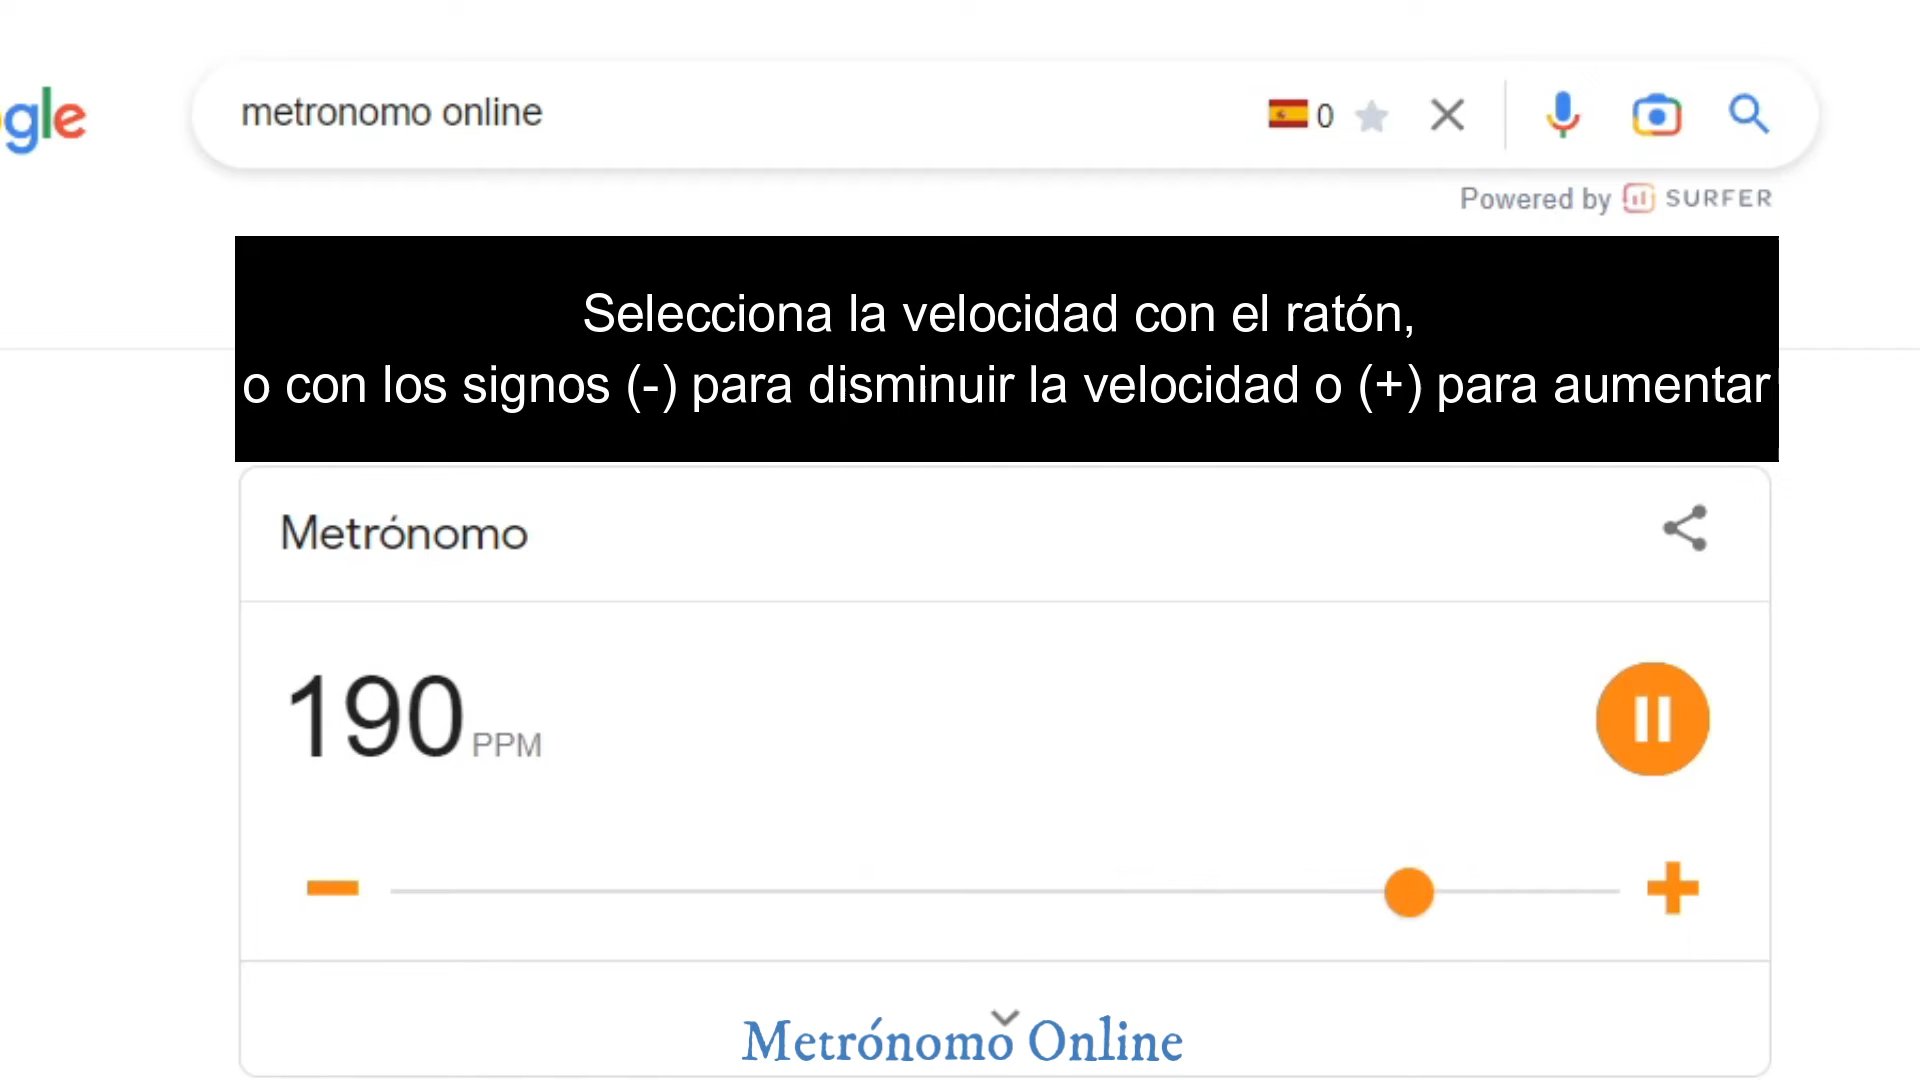 gle
metronomo online
0
Powered by SURFER
Selecciona la velocidad con el ratón,
o con los signos (-) para disminuir la velocidad o (+) para aumentar
Metrónomo
190 PPM
Metrónomo Online